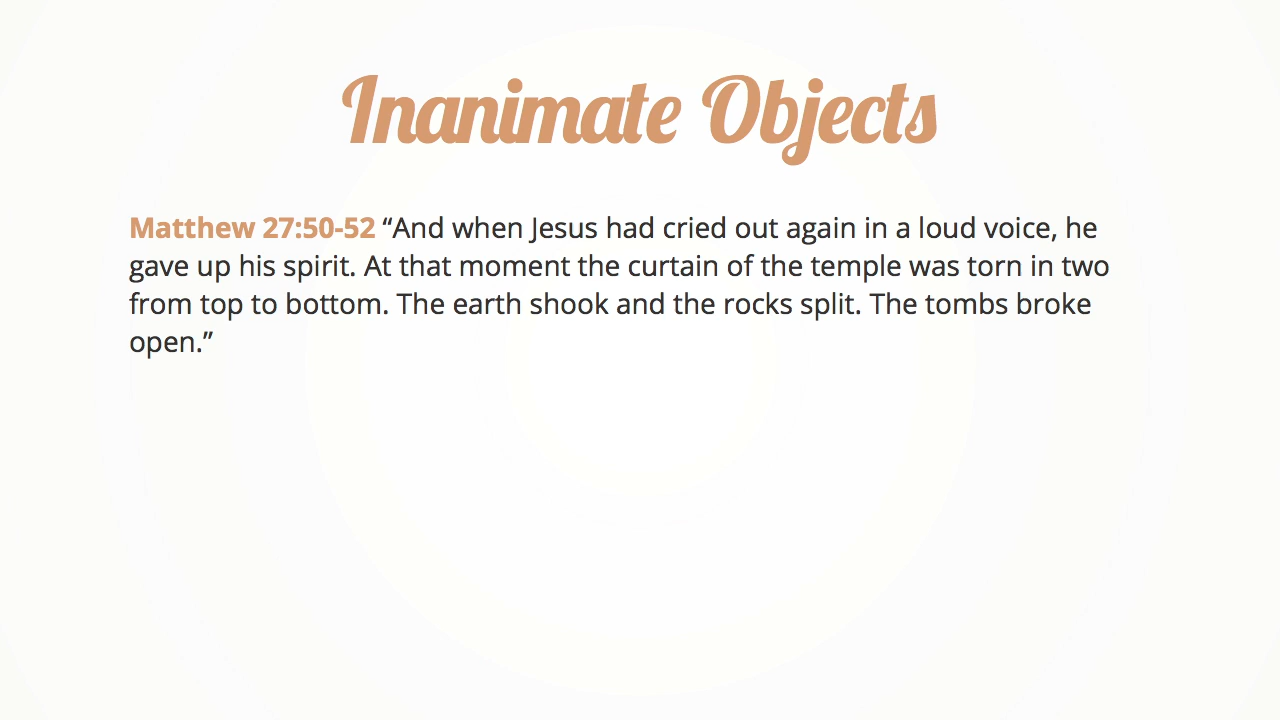 Inanimate Objects
Matthew 27:50-52 “And when Jesus had cried out again in a loud voice, he
gave up his spirit. At that moment the curtain of the temple was torn in two
from top to bottom. The earth shook and the rocks split. The tombs broke
open.”